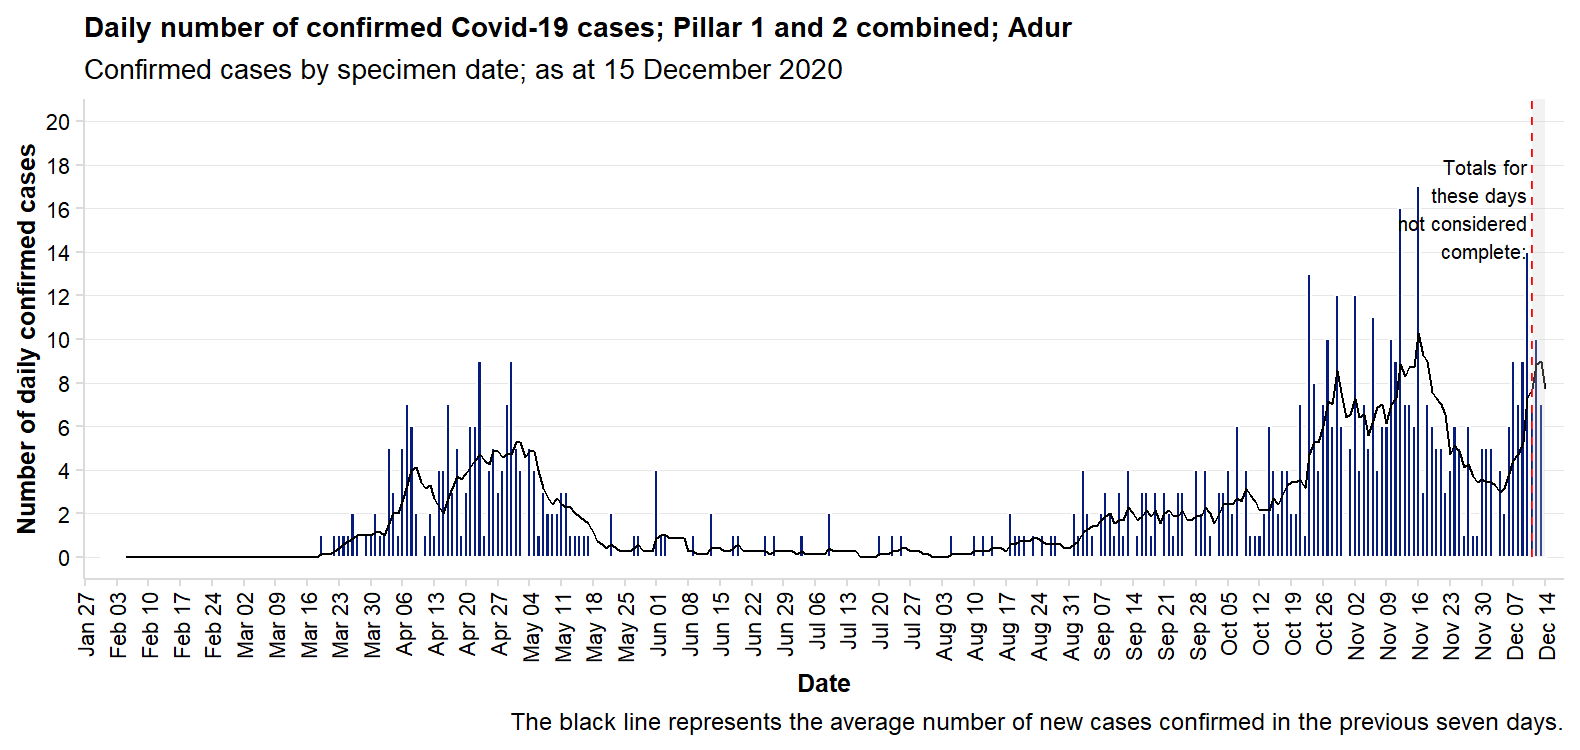 Daily number of confirmed Covid-19 cases; Pillar 1 and 2 combined; Adur
Confirmed cases by specimen date; as at 15 December 2020
Number of daily confirmed cases
20
18
16
14
12
10
8
6
4
2
0
Totals for
these days
not considered
complete:
Jan 27
Feb 03
Feb 10
Feb 17
Feb 24
Mar 02
Mar 09
Mar 16
Mar 23
Mar 30
Apr 06
Apr 13
Apr 20
Apr 27
May 04
May 11
May 18
May 25
Jun 01
Jun 08
Jun 15
Jun 22
Jun 29
Jul 06
Jul 13
Jul 20
Jul 27
Aug 03
Aug 10
Aug 17
Aug 24
Aug 31
Sep 07
Sep 14
Sep 21
Sep 28
Oct 05
Oct 12
Oct 19
Oct 26
Nov 02
Nov 09
Nov 16
Nov 23
Nov 30
Dec 07
Dec 14
Date
The black line represents the average number of new cases confirmed in the previous seven days.